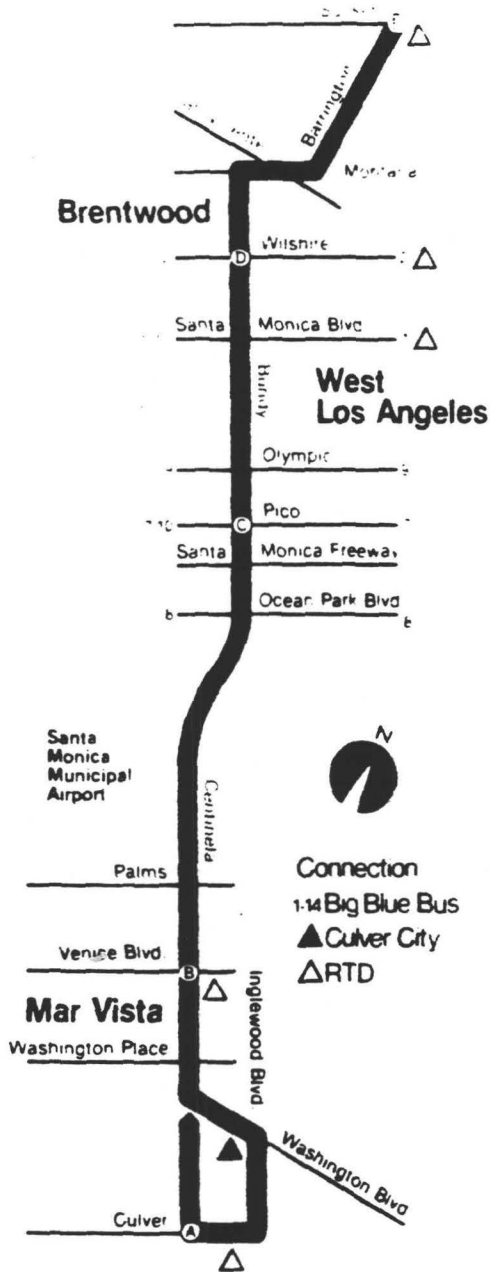 Barrington
Montana
Brentwood
D
Wilshire
Santa Monica Blvd
Bundy
West
Los Angeles
Olympic
C
Pico
Santa Monica Freeway
Ocean Park Blvd
Santa
Monica
Municipal
Airport
N
Centinela
Connection
1-14 Big Blue Bus
Culver City
RTD
Palms
Venice Blvd.
B
Inglewood Blvd.
Mar Vista
Washington Place
Washington Blvd
Culver
A